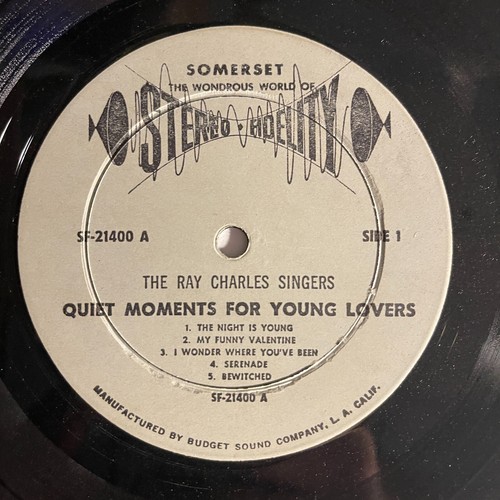 SOMERSET
THE WONDROUS WORLD OF
STEREO • FIDELITY
SF-21400 A
SIDE 1
THE RAY CHARLES SINGERS
QUIET MOMENTS FOR YOUNG LOVERS
1. THE NIGHT IS YOUNG
2. MY FUNNY VALENTINE
3. I WONDER WHERE YOU'VE BEEN
4. SERENADE
5. BEWITCHED
SF-21400 A
MANUFACTURED BY BUDGET SOUND COMPANY, L. A. CALIF.